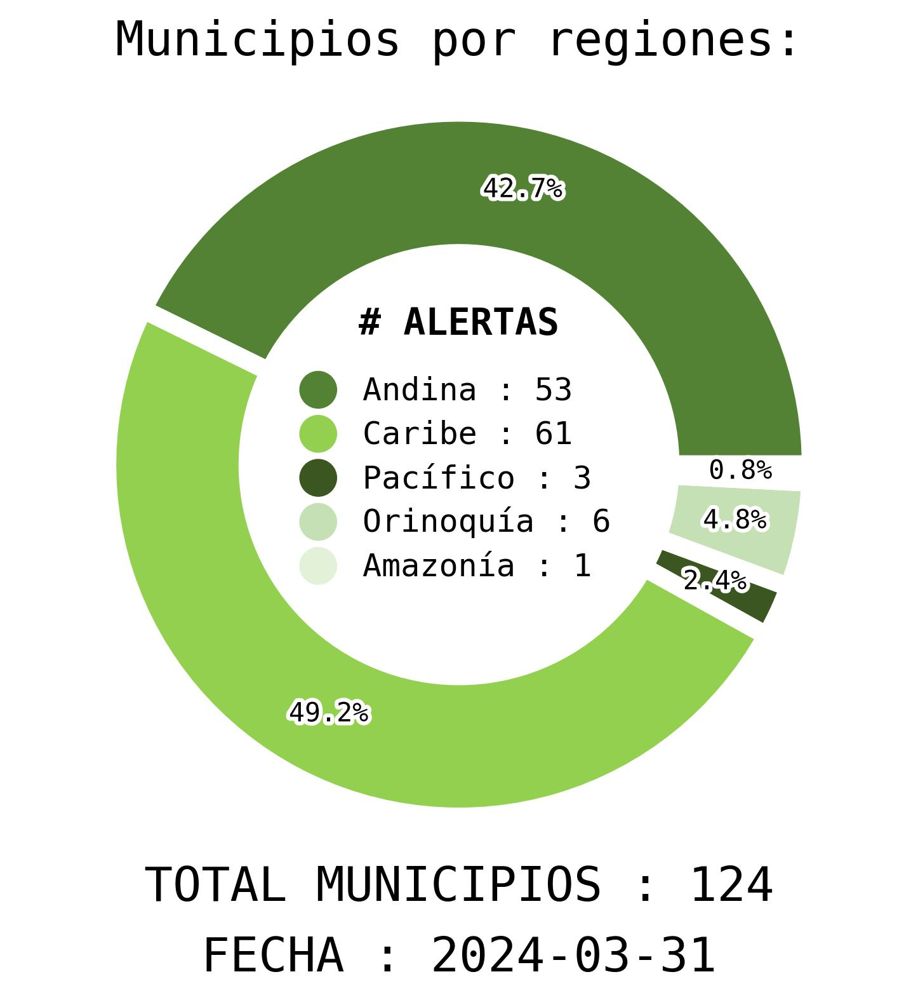 Municipios por regiones:
42.7%
# ALERTAS
Andina : 53
Caribe : 61
Pacífico : 3
Orinoquía : 6
Amazonía : 1
0.8%
4.8%
2.4%
49.2%
TOTAL MUNICIPIOS : 124
FECHA : 2024-03-31